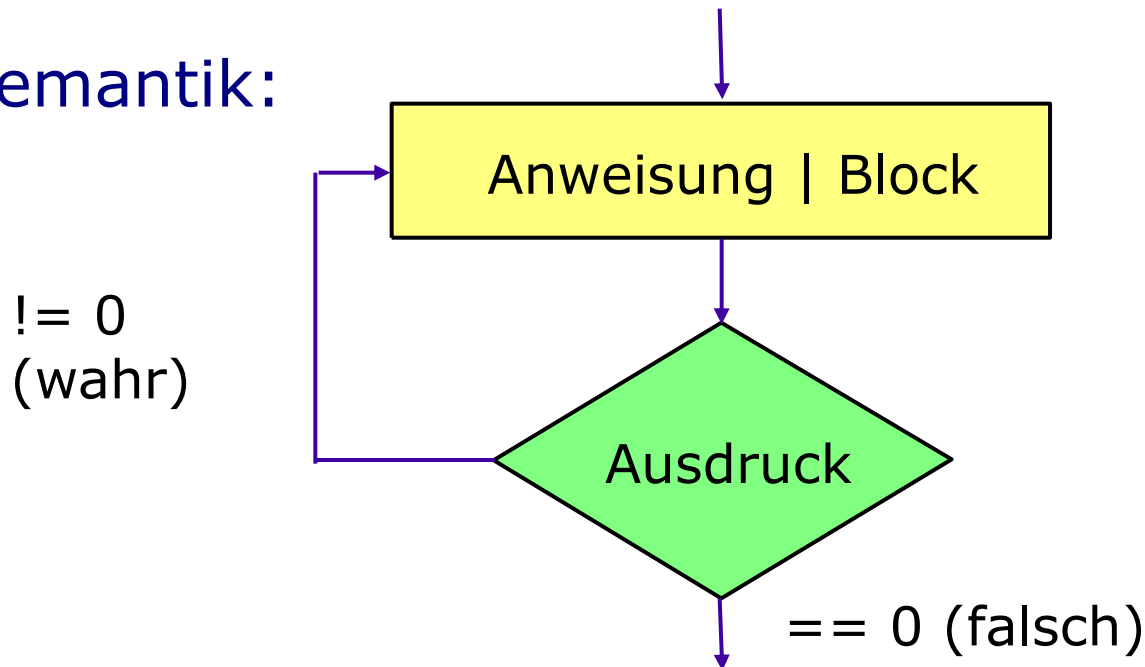 emantik:
Anweisung | Block
!= 0
(wahr)
Ausdruck
== 0 (falsch)